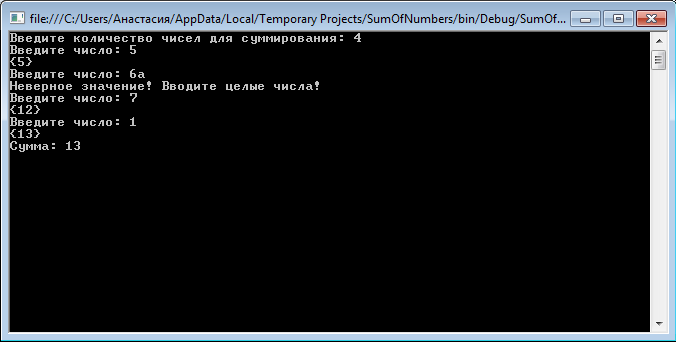 file:///C:/Users/Анастасия/AppData/Local/Temporary Projects/SumOfNumbers/bin/Debug/SumOf...
Введите количество чисел для суммирования: 4
Введите число: 5
{5}
Введите число: 6a
Неверное значение! Вводите целые числа!
Введите число: 7
{12}
Введите число: 1
{13}
Сумма: 13